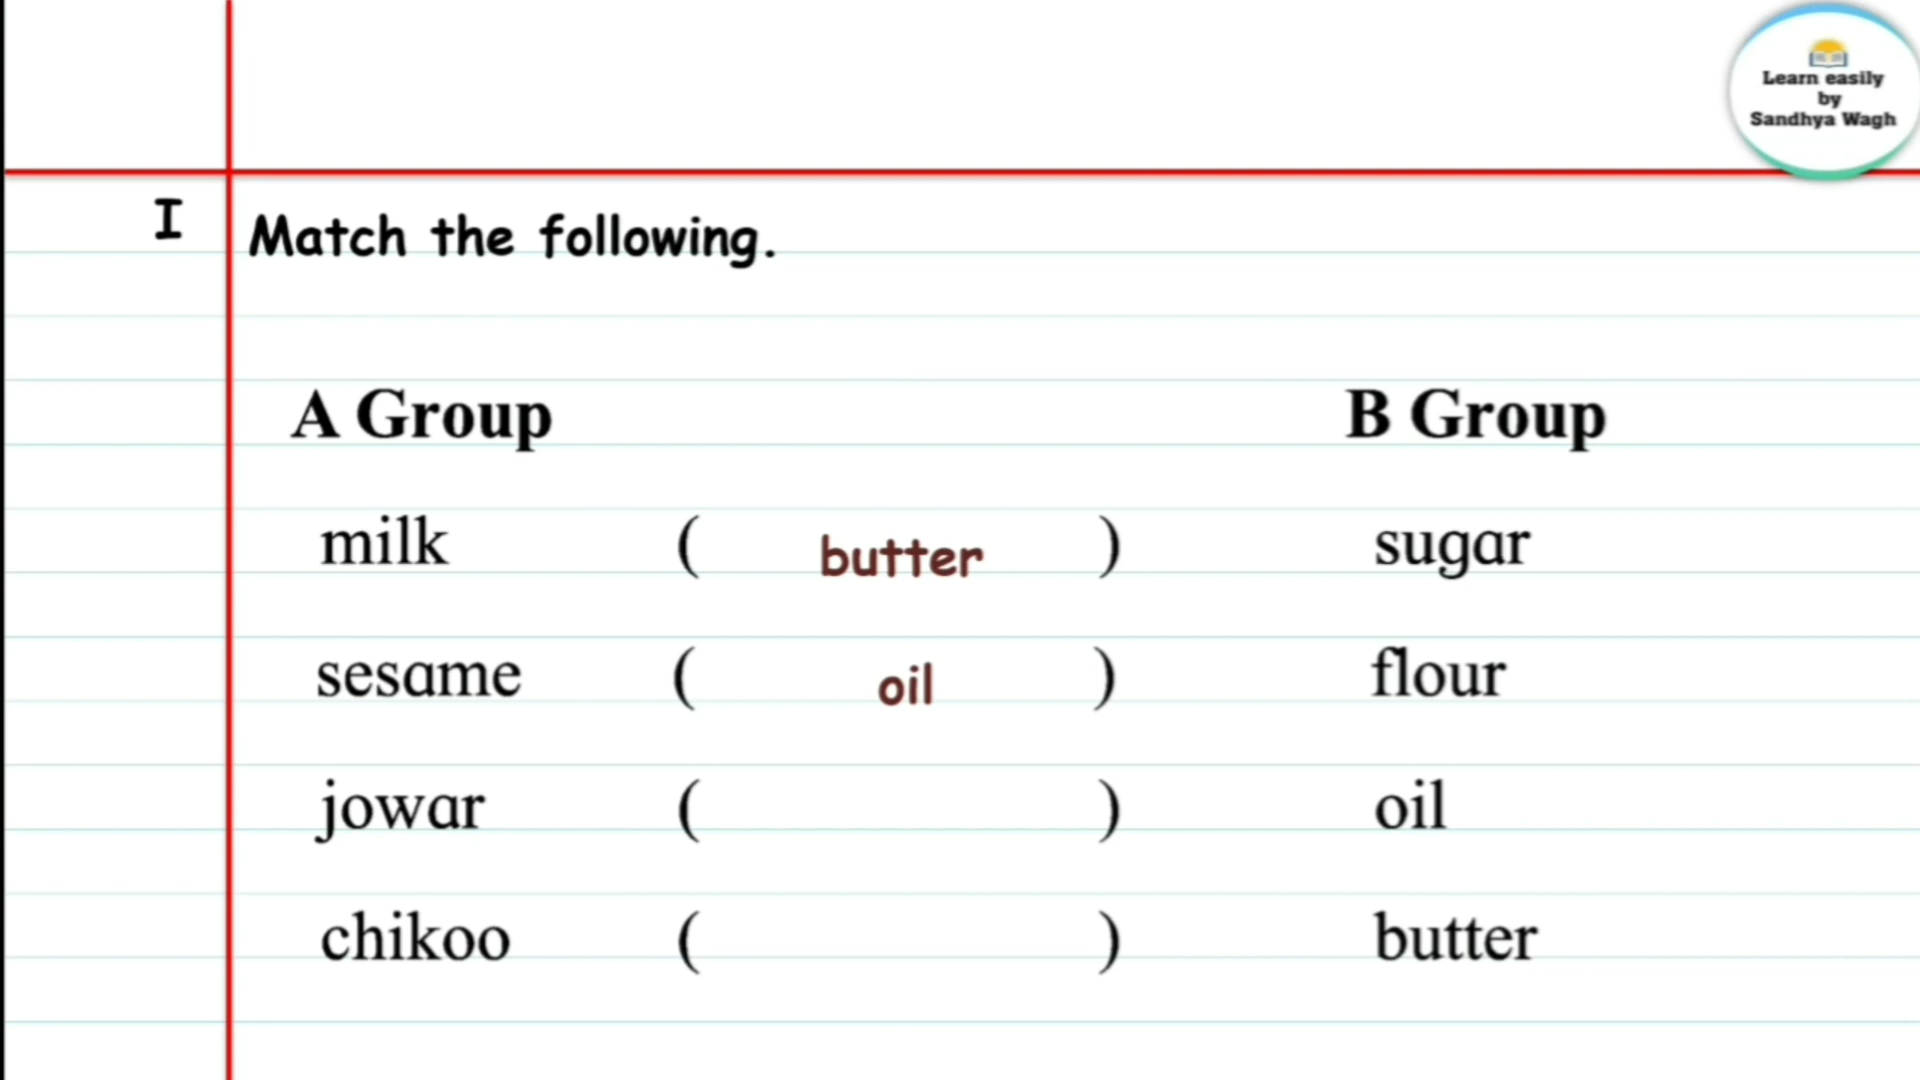 Learn easily
by
Sandhya Wagh
I Match the following.
A Group B Group
milk ( butter ) sugar
sesame ( oil ) flour
jowar ( ) oil
chikoo ( ) butter